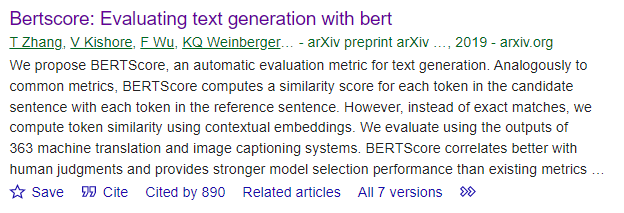 Bertscore: Evaluating text generation with bert
T Zhang, V Kishore, F Wu, KQ Weinberger… - arXiv preprint arXiv …, 2019 - arxiv.org
We propose BERTScore, an automatic evaluation metric for text generation. Analogously to
common metrics, BERTScore computes a similarity score for each token in the candidate
sentence with each token in the reference sentence. However, instead of exact matches, we
compute token similarity using contextual embeddings. We evaluate using the outputs of
363 machine translation and image captioning systems. BERTScore correlates better with
human judgments and provides stronger model selection performance than existing metrics …
Save Cite Cited by 890 Related articles All 7 versions